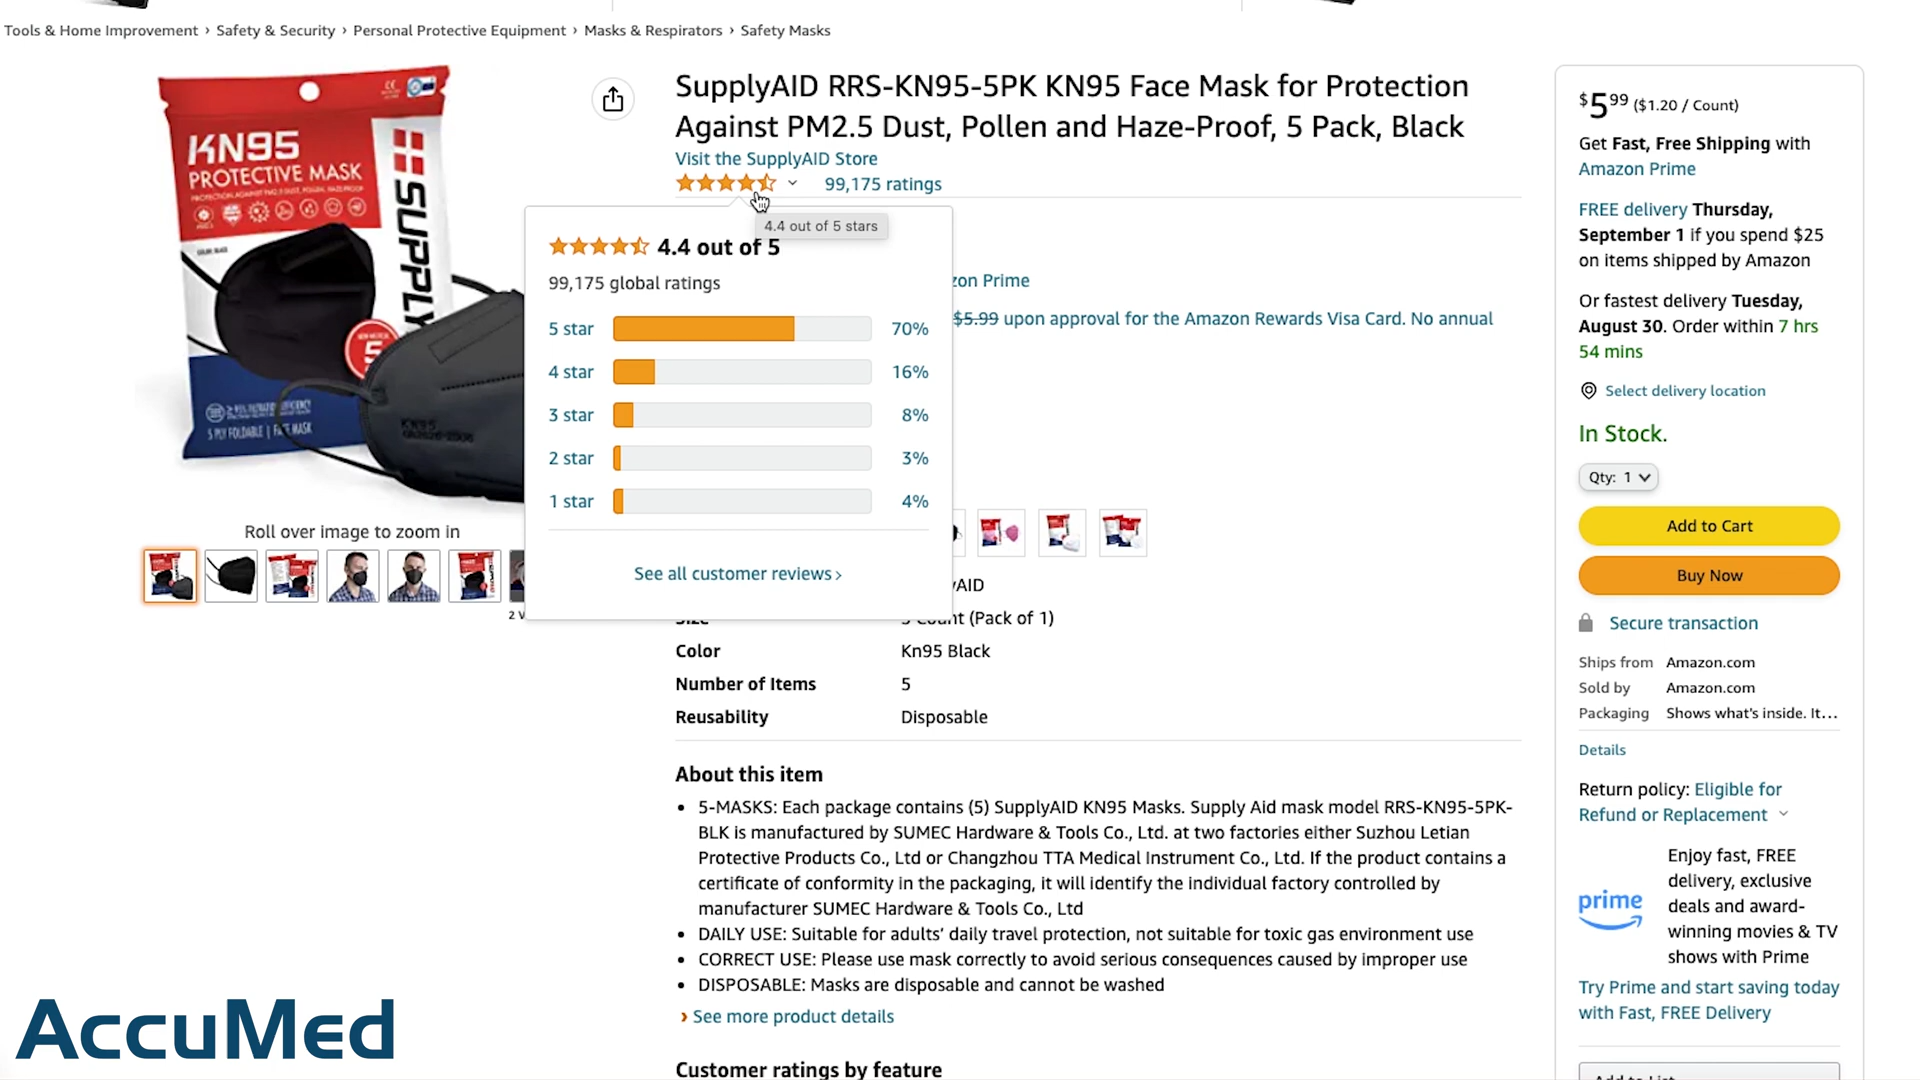 Tools & Home Improvement › Safety & Security › Personal Protective Equipment › Masks & Respirators › Safety Masks
KN95
PROTECTIVE MASK
SUPPLY
KN95
5 PLY FOLDABLE | FACE MASK
Roll over image to zoom in
SupplyAID RRS-KN95-5PK KN95 Face Mask for Protection
Against PM2.5 Dust, Pollen and Haze-Proof, 5 Pack, Black
Visit the SupplyAID Store
99,175 ratings
4.4 out of 5 stars
4.4 out of 5
99,175 global ratings
5 star 70%
4 star 16%
3 star 8%
2 star 3%
1 star 4%
See all customer reviews ›
zon Prime
$5.99 upon approval for the Amazon Rewards Visa Card. No annual
yAID
Count (Pack of 1)
Color Kn95 Black
Number of Items 5
Reusability Disposable
About this item
• 5-MASKS: Each package contains (5) SupplyAID KN95 Masks. Supply Aid mask model RRS-KN95-5PK-
BLK is manufactured by SUMEC Hardware & Tools Co., Ltd. at two factories either Suzhou Letian
Protective Products Co., Ltd or Changzhou TTA Medical Instrument Co., Ltd. If the product contains a
certificate of conformity in the packaging, it will identify the individual factory controlled by
manufacturer SUMEC Hardware & Tools Co., Ltd
• DAILY USE: Suitable for adults’ daily travel protection, not suitable for toxic gas environment use
• CORRECT USE: Please use mask correctly to avoid serious consequences caused by improper use
• DISPOSABLE: Masks are disposable and cannot be washed
› See more product details
Customer ratings by feature
$599 ($1.20 / Count)
Get Fast, Free Shipping with
Amazon Prime
FREE delivery Thursday,
September 1 if you spend $25
on items shipped by Amazon
Or fastest delivery Tuesday,
August 30. Order within 7 hrs
54 mins
Select delivery location
In Stock.
Qty: 1
Add to Cart
Buy Now
Secure transaction
Ships from Amazon.com
Sold by Amazon.com
Packaging Shows what's inside. It…
Details
Return policy: Eligible for
Refund or Replacement
prime
Enjoy fast, FREE
delivery, exclusive
deals and award-
winning movies & TV
shows with Prime
Try Prime and start saving today
with Fast, FREE Delivery
Add to List
AccuMed